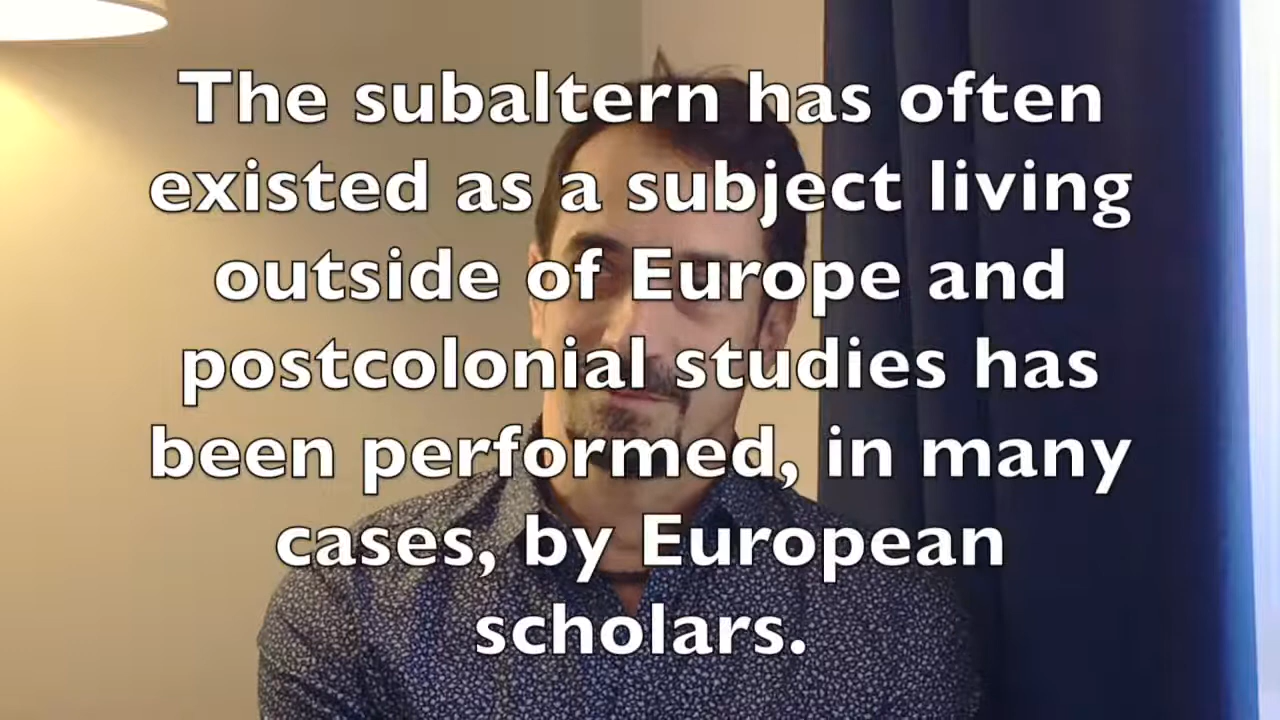 The subaltern has often
existed as a subject living
outside of Europe and
postcolonial studies has
been performed, in many
cases, by European
scholars.